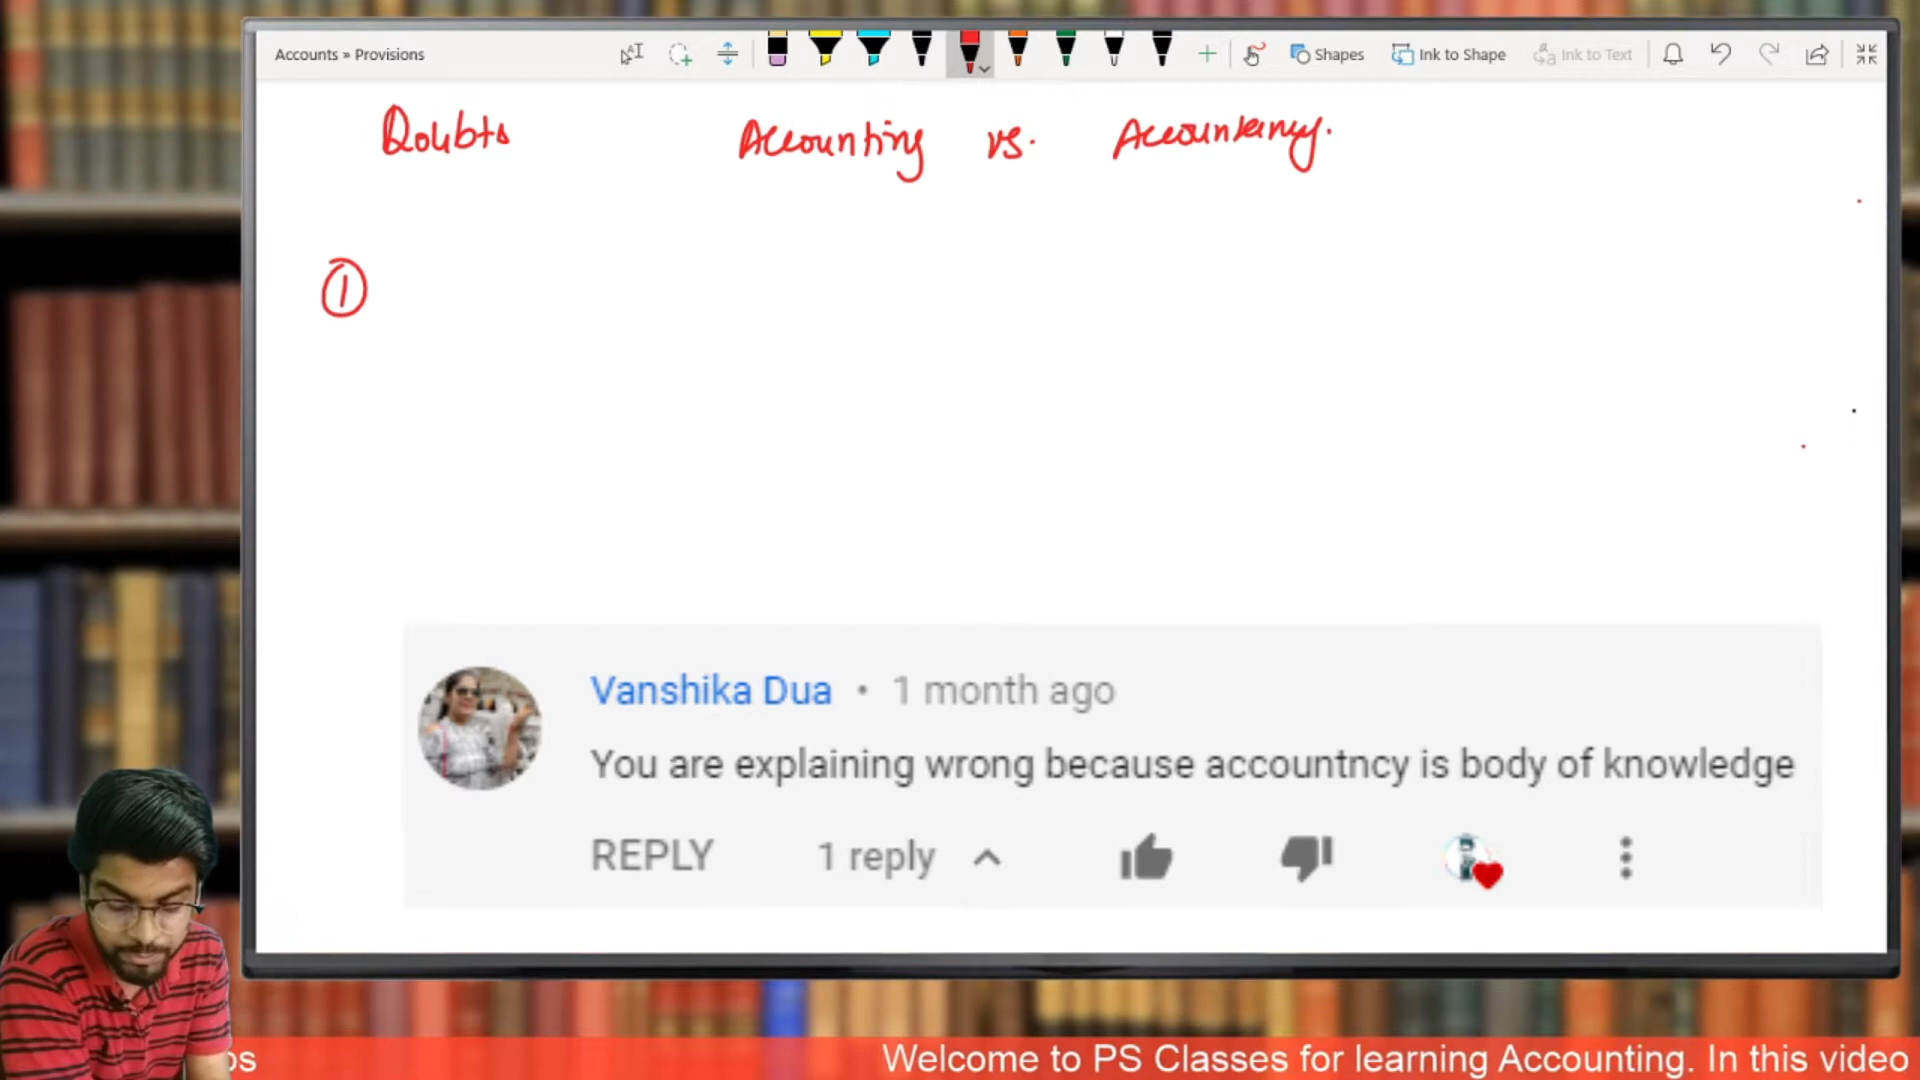 Accounts » Provisions
Shapes
Ink to Shape
Ink to Text
Doubts Accounting vs. Accountancy.
1
Vanshika Dua • 1 month ago
You are explaining wrong because accountncy is body of knowledge
REPLY 1 reply
os Welcome to PS Classes for learning Accounting. In this video